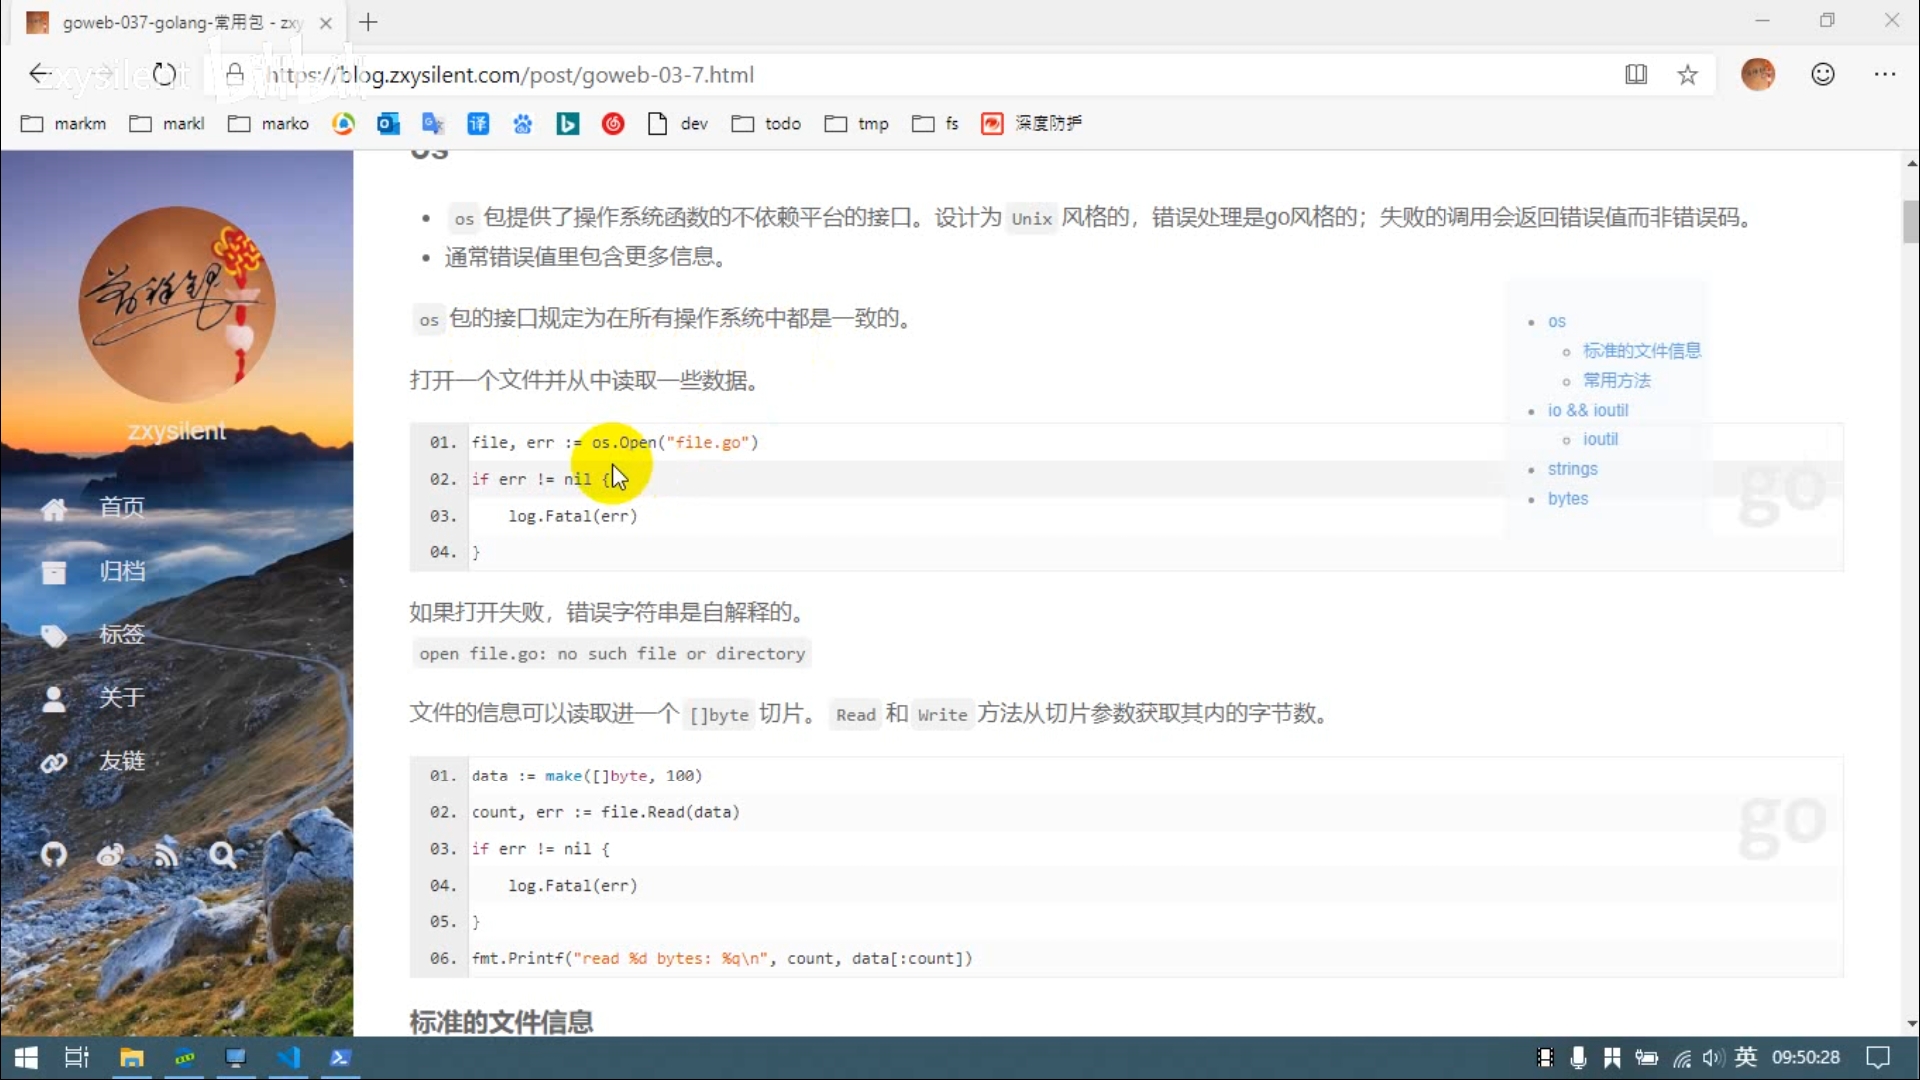 goweb-037-golang-常用包 - zxy
zxysilent
bilibili
https://blog.zxysilent.com/post/goweb-03-7.html
markm
markl
marko
译
dev
todo
tmp
fs
深度防护
os
os 包提供了操作系统函数的不依赖平台的接口。设计为 Unix 风格的，错误处理是go风格的；失败的调用会返回错误值而非错误码。
通常错误值里包含更多信息。
os 包的接口规定为在所有操作系统中都是一致的。
打开一个文件并从中读取一些数据。
01. file, err := os.Open("file.go")
02. if err != nil {
03. log.Fatal(err)
04. }
go
如果打开失败，错误字符串是自解释的。
open file.go: no such file or directory
文件的信息可以读取进一个 []byte 切片。 Read 和 Write 方法从切片参数获取其内的字节数。
01. data := make([]byte, 100)
02. count, err := file.Read(data)
03. if err != nil {
04. log.Fatal(err)
05. }
06. fmt.Printf("read %d bytes: %q\n", count, data[:count])
go
标准的文件信息
os
标准的文件信息
常用方法
io && ioutil
ioutil
strings
bytes
zxysilent
首页
归档
标签
关于
友链
英
09:50:28